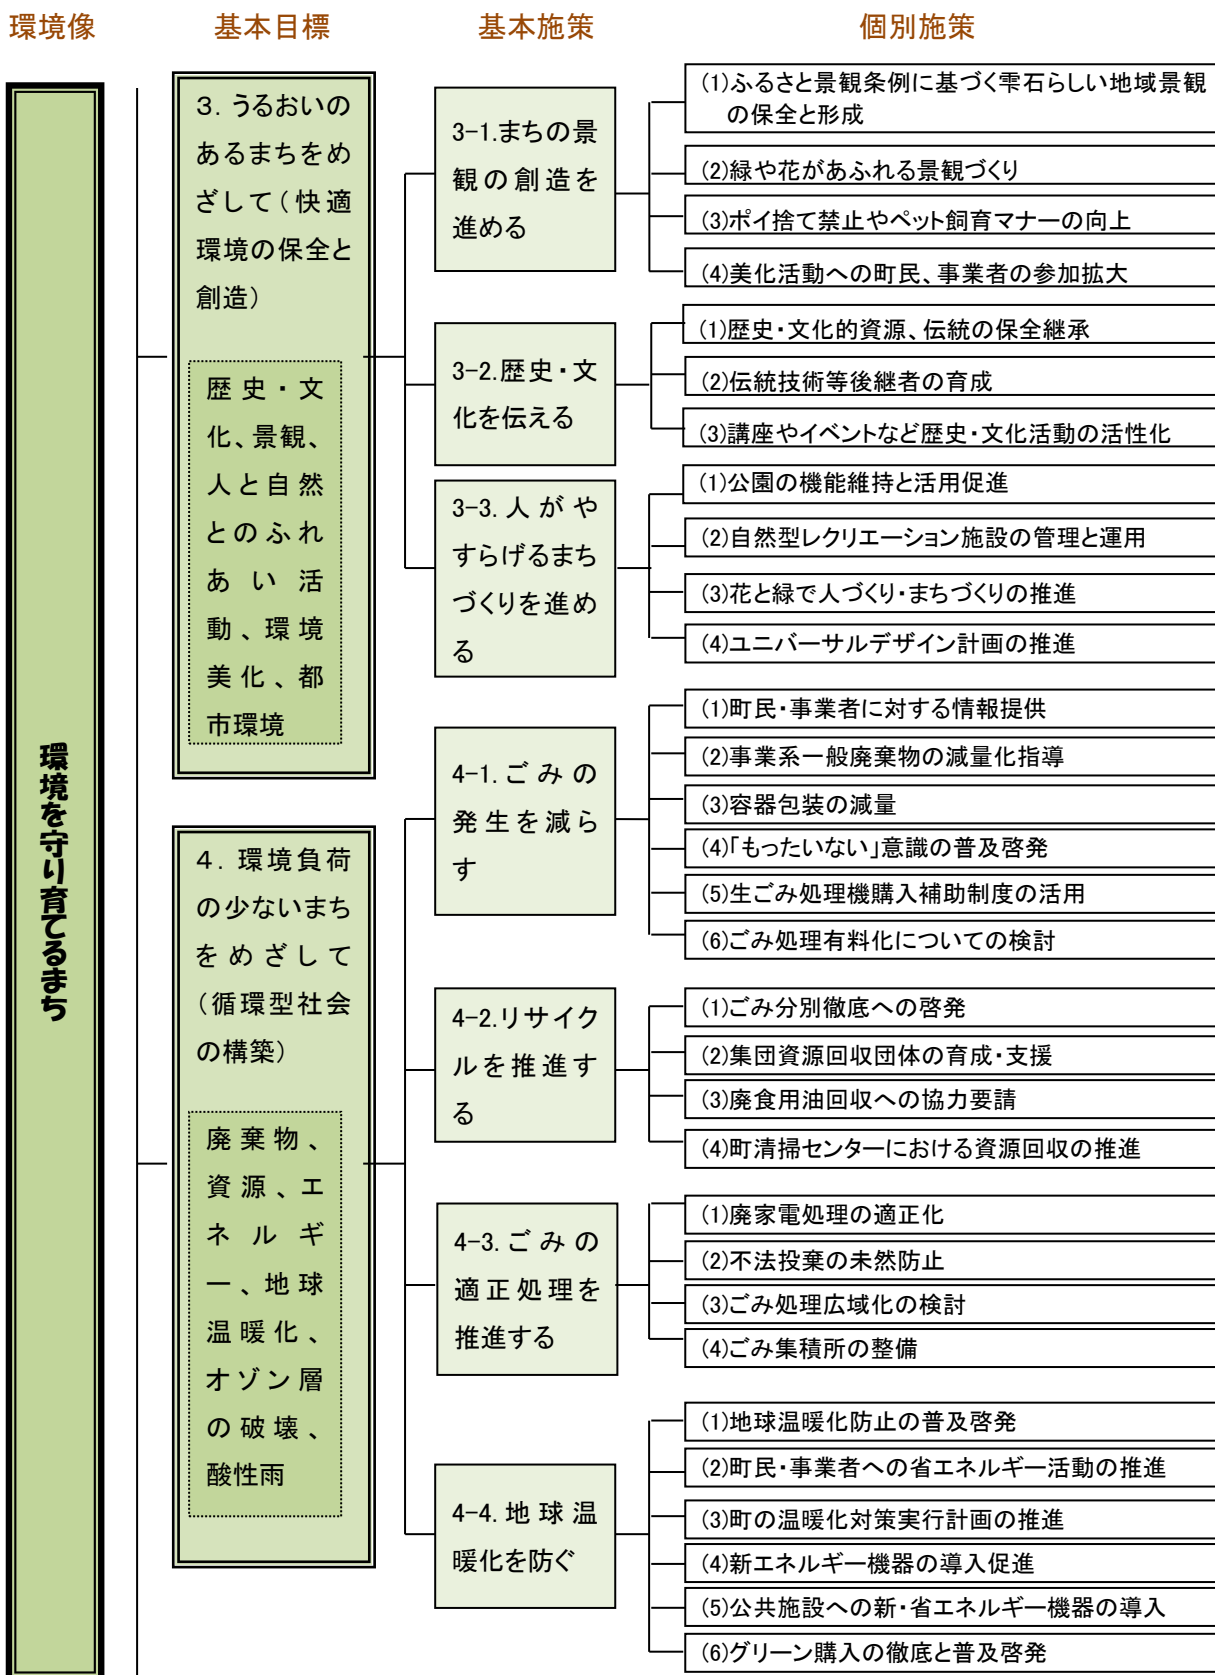 環境像
基本目標
基本施策
個別施策
環境を守り育てるまち
3. うるおいの
あるまちをめ
ざして(快適
環境の保全と
創造)
歴史・文
化、景観、
人と自然
とのふれ
あい活
動、環境
美化、都
市環境
3-1.まちの景
観の創造を
進める
(1)ふるさと景観条例に基づく雫石らしい地域景観
の保全と形成
(2)緑や花があふれる景観づくり
(3)ポイ捨て禁止やペット飼育マナーの向上
(4)美化活動への町民、事業者の参加拡大
3-2.歴史・文
化を伝える
(1)歴史・文化的資源、伝統の保全継承
(2)伝統技術等後継者の育成
(3)講座やイベントなど歴史・文化活動の活性化
3-3.人がや
すらげるまち
づくりを進め
る
(1)公園の機能維持と活用促進
(2)自然型レクリエーション施設の管理と運用
(3)花と緑で人づくり・まちづくりの推進
(4)ユニバーサルデザイン計画の推進
4. 環境負荷
の少ないまち
をめざして
(循環型社会
の構築)
廃棄物、
資源、エ
ネルギ
ー、地球
温暖化、
オゾン層
の破壊、
酸性雨
4-1.ごみの
発生を減ら
す
(1)町民・事業者に対する情報提供
(2)事業系一般廃棄物の減量化指導
(3)容器包装の減量
(4)「もったいない」意識の普及啓発
(5)生ごみ処理機購入補助制度の活用
(6)ごみ処理有料化についての検討
4-2.リサイク
ルを推進す
る
(1)ごみ分別徹底への啓発
(2)集団資源回収団体の育成・支援
(3)廃食用油回収への協力要請
(4)町清掃センターにおける資源回収の推進
4-3.ごみの
適正処理を
推進する
(1)廃家電処理の適正化
(2)不法投棄の未然防止
(3)ごみ処理広域化の検討
(4)ごみ集積所の整備
4-4.地球温
暖化を防ぐ
(1)地球温暖化防止の普及啓発
(2)町民・事業者への省エネルギー活動の推進
(3)町の温暖化対策実行計画の推進
(4)新エネルギー機器の導入促進
(5)公共施設への新・省エネルギー機器の導入
(6)グリーン購入の徹底と普及啓発